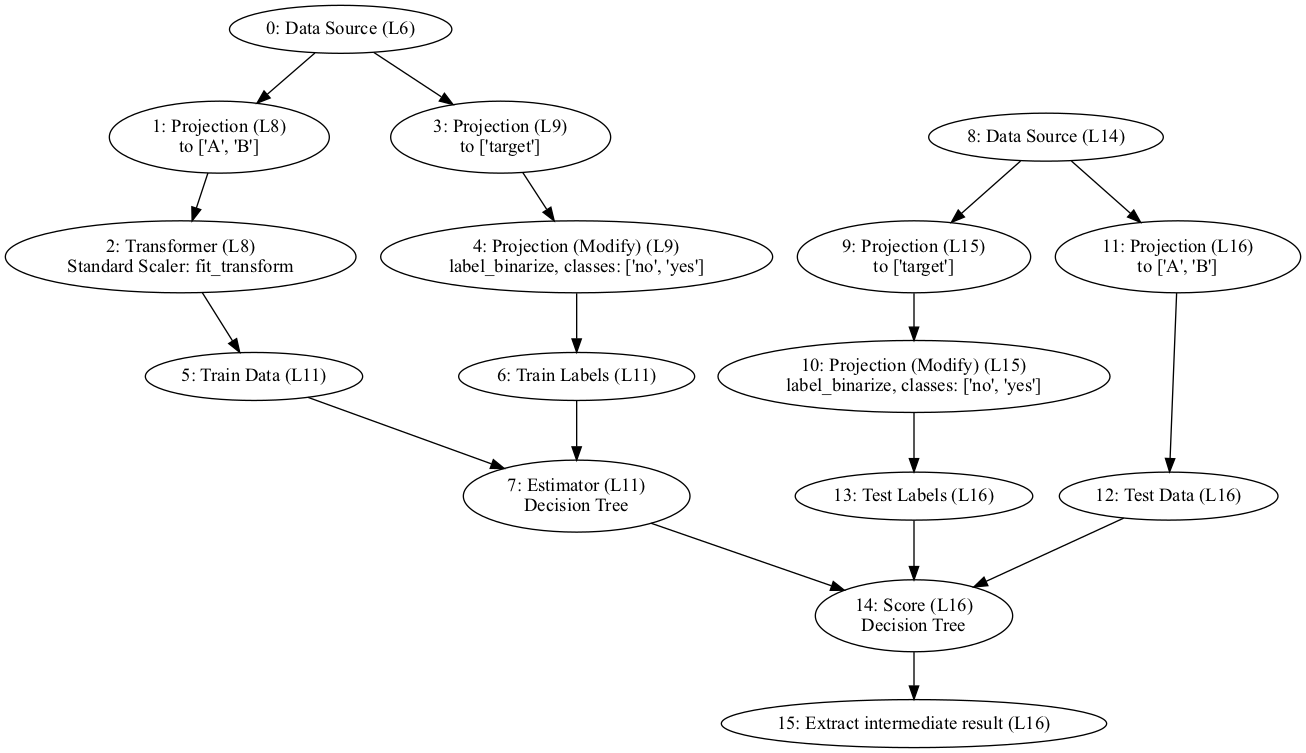 0: Data Source (L6)
1: Projection (L8)
to ['A', 'B']
3: Projection (L9)
to ['target']
8: Data Source (L14)
2: Transformer (L8)
Standard Scaler: fit_transform
4: Projection (Modify) (L9)
label_binarize, classes: ['no', 'yes']
9: Projection (L15)
to ['target']
11: Projection (L16)
to ['A', 'B']
5: Train Data (L11)
6: Train Labels (L11)
10: Projection (Modify) (L15)
label_binarize, classes: ['no', 'yes']
7: Estimator (L11)
Decision Tree
13: Test Labels (L16)
12: Test Data (L16)
14: Score (L16)
Decision Tree
15: Extract intermediate result (L16)